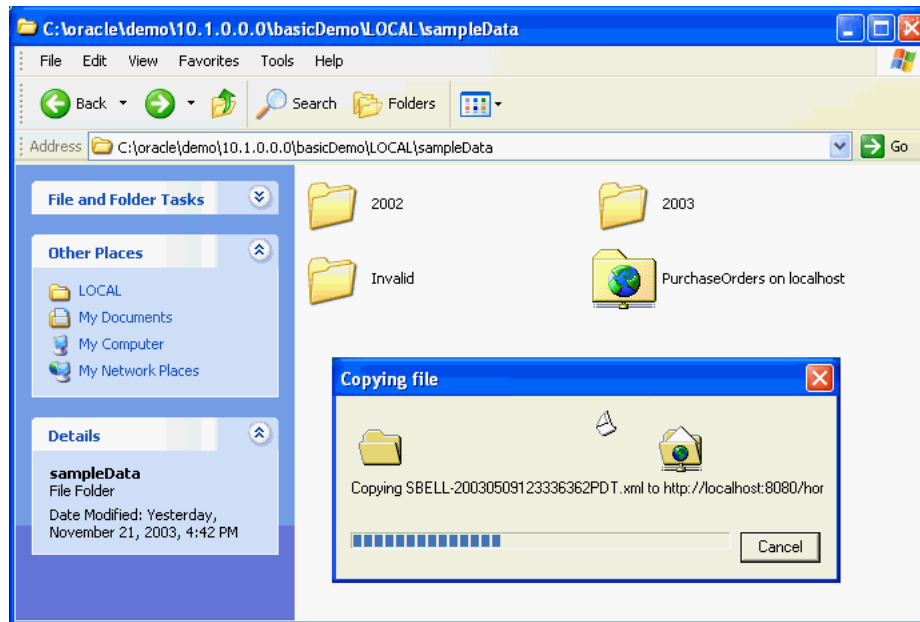 C:\oracle\demo\10.1.0.0.0\basicDemo\LOCAL\sampleData
File Edit View Favorites Tools Help
Back Search Folders
Address C:\oracle\demo\10.1.0.0.0\basicDemo\LOCAL\sampleData Go
File and Folder Tasks
Other Places
LOCAL
My Documents
My Computer
My Network Places
Details
sampleData
File Folder
Date Modified: Yesterday,
November 21, 2003, 4:42 PM
2002
2003
Invalid
PurchaseOrders on localhost
Copying file
Copying SBELL-20030509123336362PDT.xml to http://localhost:8080/hor
Cancel